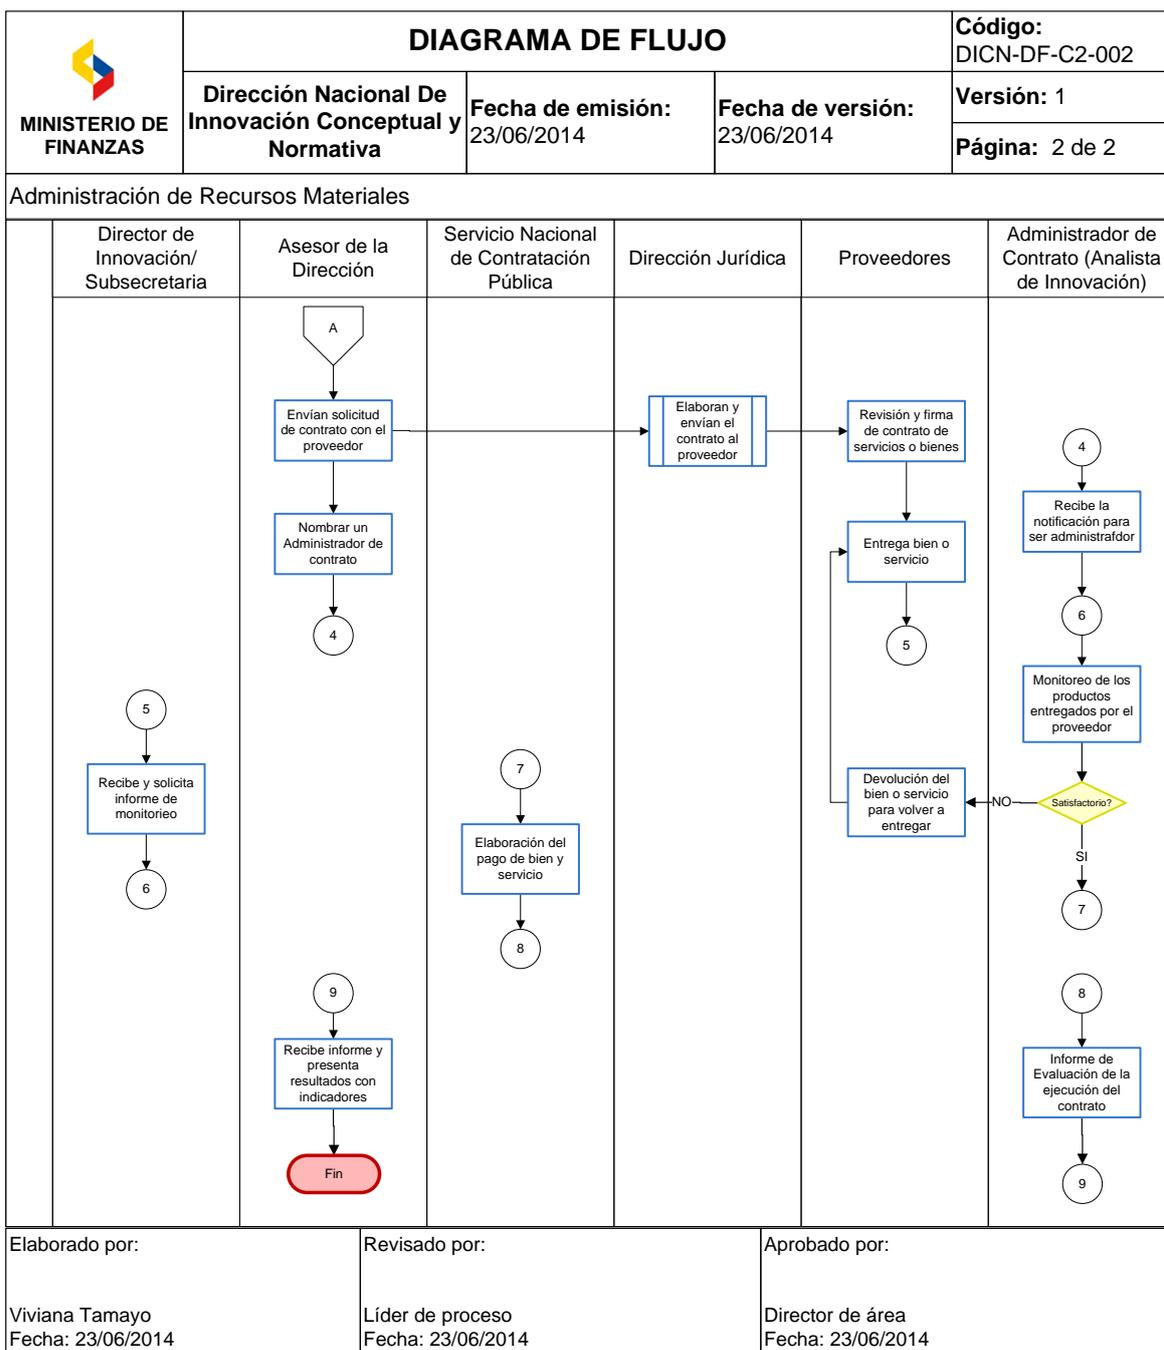 DIAGRAMA DE FLUJO
Código:
DICN-DF-C2-002
MINISTERIO DE
FINANZAS
Dirección Nacional De
Innovación Conceptual y
Normativa
Fecha de emisión:
23/06/2014
Fecha de versión:
23/06/2014
Versión: 1
Página: 2 de 2
Administración de Recursos Materiales
Director de
Innovación/
Subsecretaria
Asesor de la
Dirección
Servicio Nacional
de Contratación
Pública
Dirección Jurídica
Proveedores
Administrador de
Contrato (Analista
de Innovación)
A
Envían solicitud
de contrato con el
proveedor
Elaboran y
envían el
contrato al
proveedor
Revisión y firma
de contrato de
servicios o bienes
4
Recibe la
notificación para
ser administrafdor
Nombrar un
Administrador de
contrato
Entrega bien o
servicio
4
5
6
Monitoreo de los
productos
entregados por el
proveedor
5
Recibe y solicita
informe de
monitorieo
6
7
Elaboración del
pago de bien y
servicio
8
Devolución del
bien o servicio
para volver a
entregar
NO
Satisfactorio?
SI
7
9
Recibe informe y
presenta
resultados con
indicadores
Fin
8
Informe de
Evaluación de la
ejecución del
contrato
9
Elaborado por:
Viviana Tamayo
Fecha: 23/06/2014
Revisado por:
Líder de proceso
Fecha: 23/06/2014
Aprobado por:
Director de área
Fecha: 23/06/2014